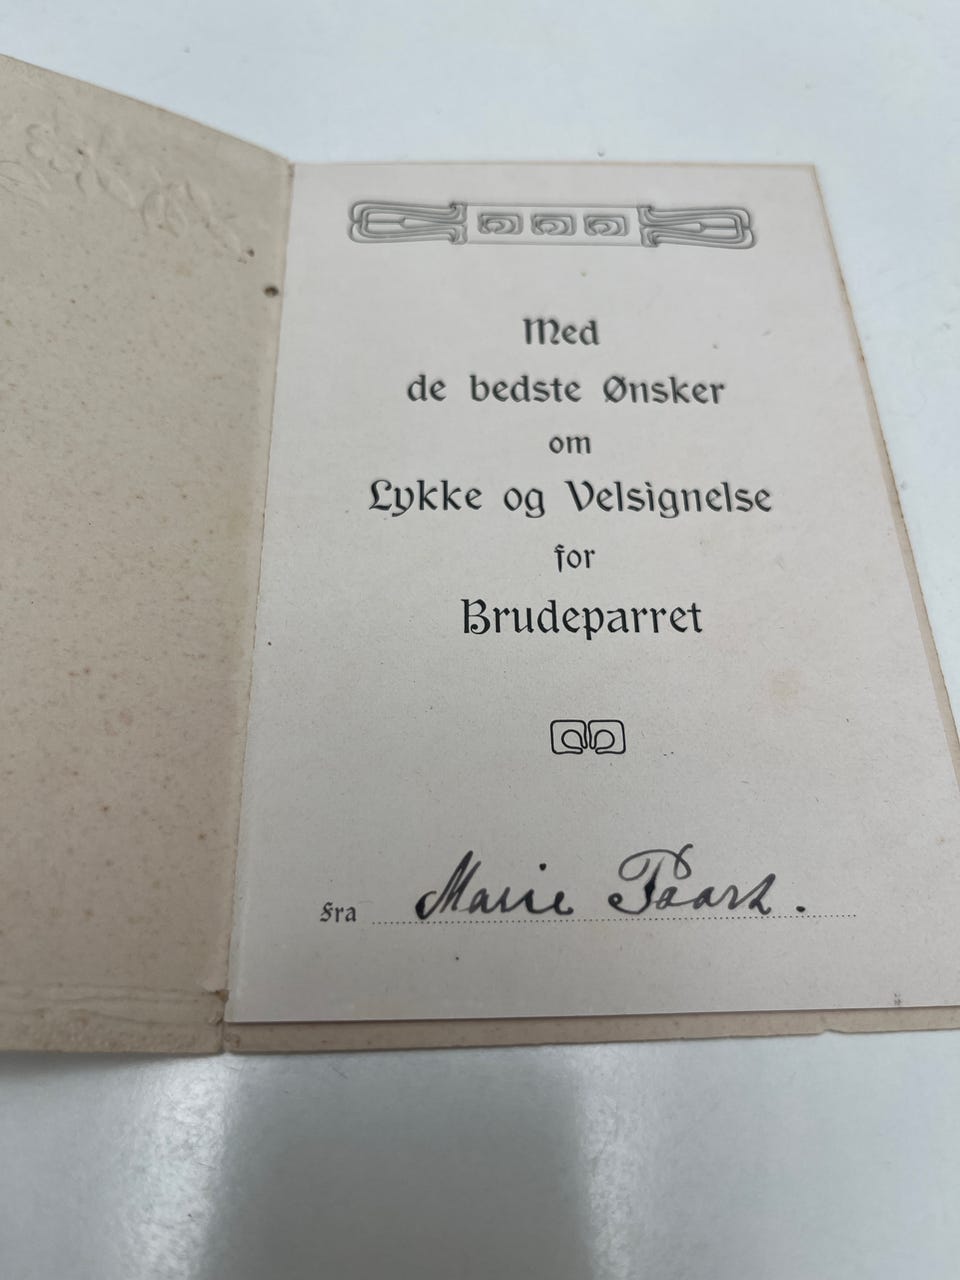 Med
de bedste Ønsker
om
Lykke og Velsignelse
for
Brudeparret
Fra Marie